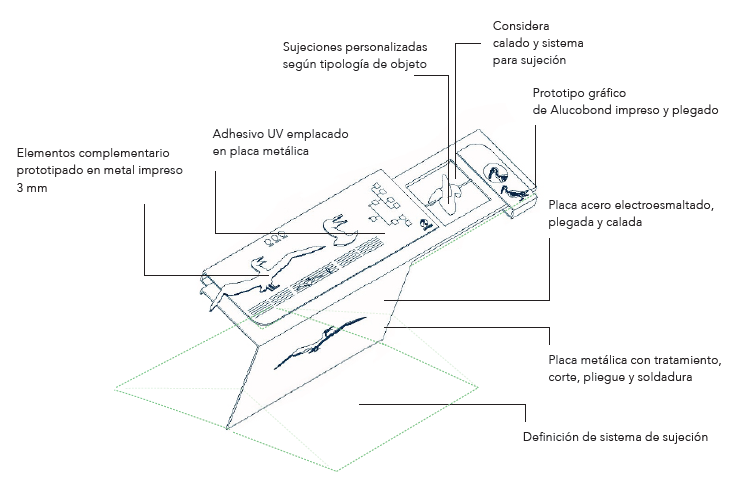 Considera
calado y sistema
para sujeción
Sujeciones personalizadas
según tipología de objeto
Prototipo gráfico
de Alucobond impreso y plegado
Adhesivo UV emplacado
en placa metálica
Elementos complementario
prototipado en metal impreso
3 mm
Placa acero electroesmaltado,
plegada y calada
Placa metálica con tratamiento,
corte, pliegue y soldadura
Definición de sistema de sujeción